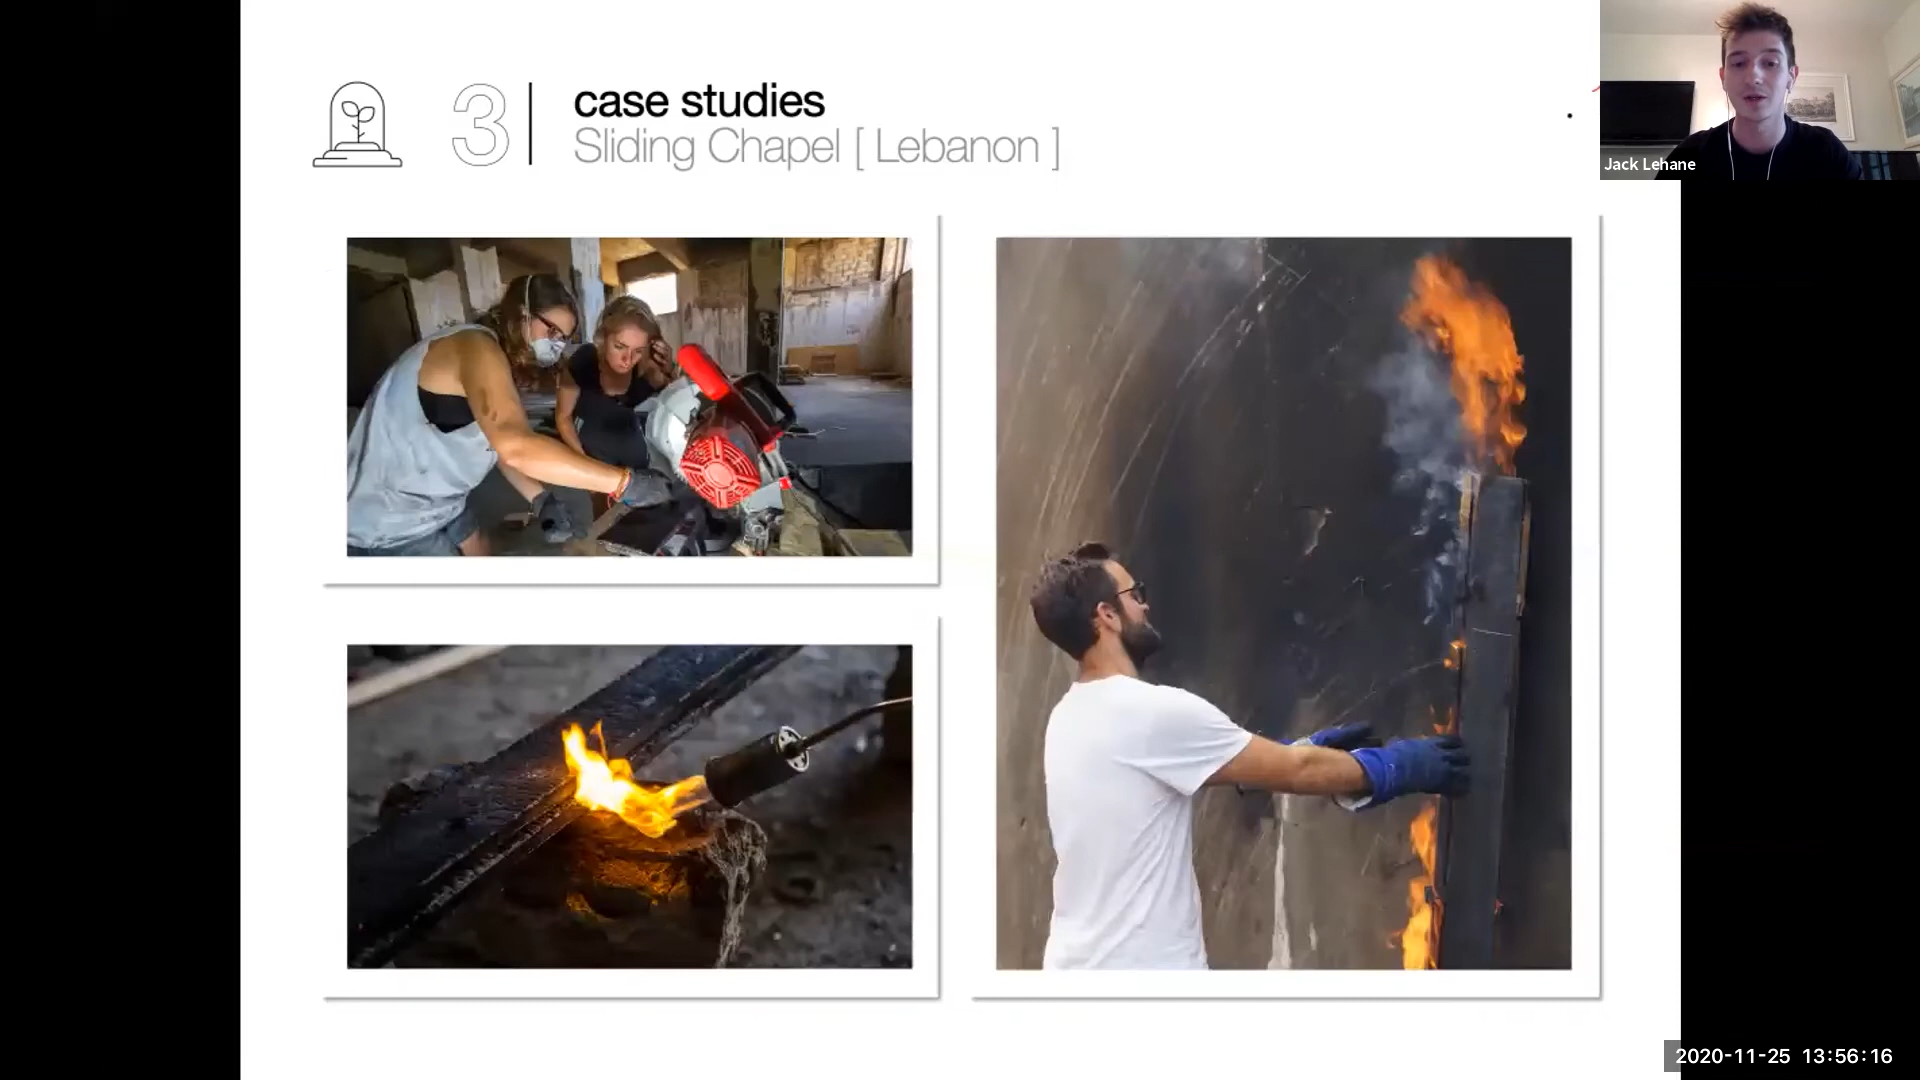 3
case studies
Sliding Chapel [ Lebanon ]
Jack Lehane
2020-11-25 13:56:16